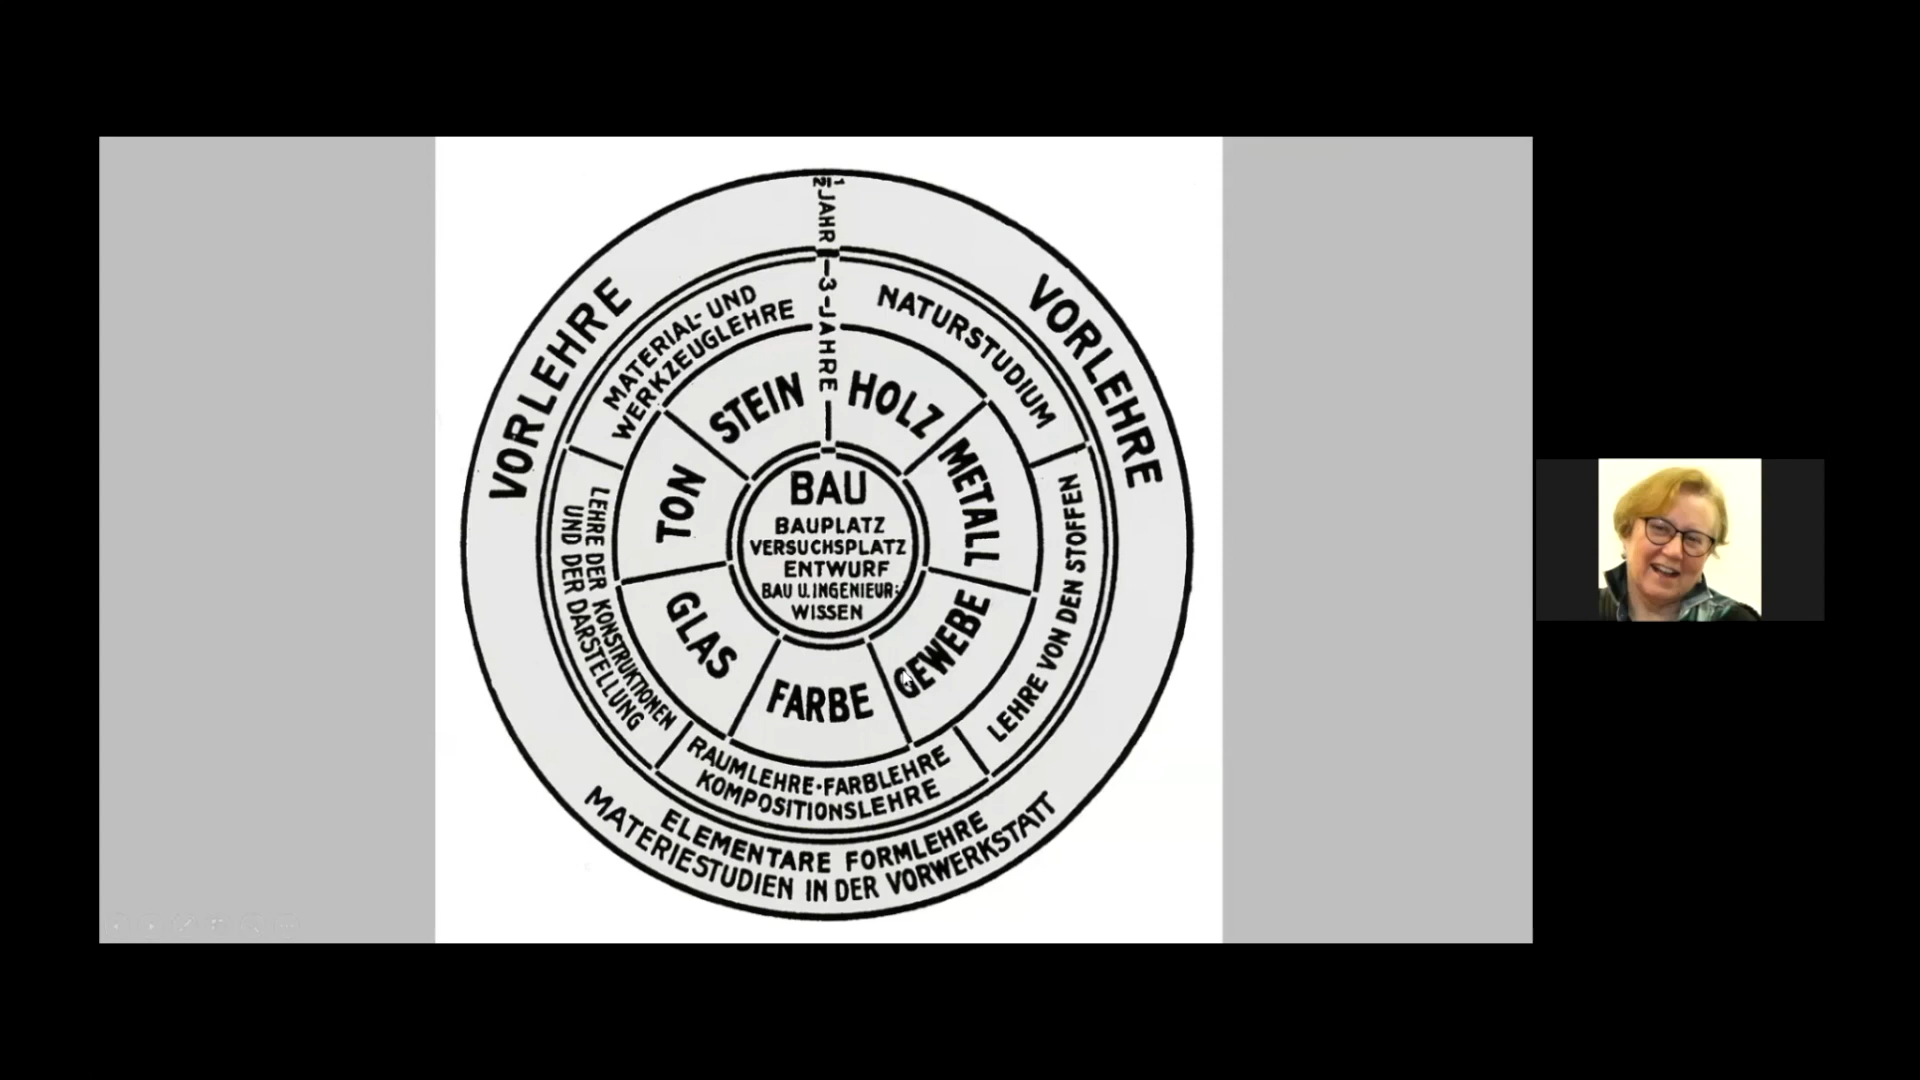 1/2 JAHR
-3-JAHRE
VORLEHRE
VORLEHRE
MATERIAL- UND
WERKZEUGLEHRE
NATURSTUDIUM
STEIN
HOLZ
METALL
TON
GLAS
FARBE
GEWEBE
BAU
BAUPLATZ
VERSUCHSPLATZ
ENTWURF
BAU U. INGENIEUR:
WISSEN
LEHRE DER KONSTRUKTIONEN
UND DER DARSTELLUNG
LEHRE VON DEN STOFFEN
RAUMLEHRE·FARBLEHRE
KOMPOSITIONSLEHRE
ELEMENTARE FORMLEHRE
MATERIESTUDIEN IN DER VORWERKSTATT